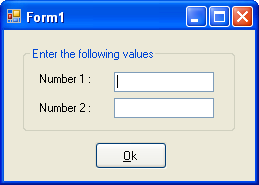 Form1
Enter the following values
Number 1 :
Number 2 :
Ok